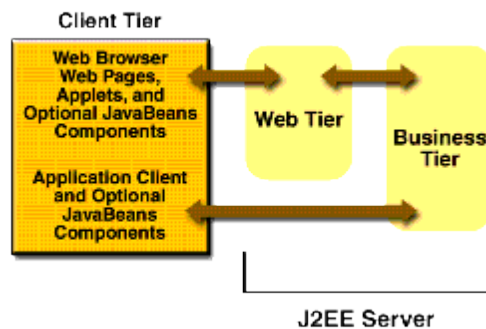 Client Tier
Web Browser
Web Pages,
Applets, and
Optional JavaBeans
Components
Application Client
and Optional
JavaBeans
Components
Web Tier
Business
Tier
J2EE Server